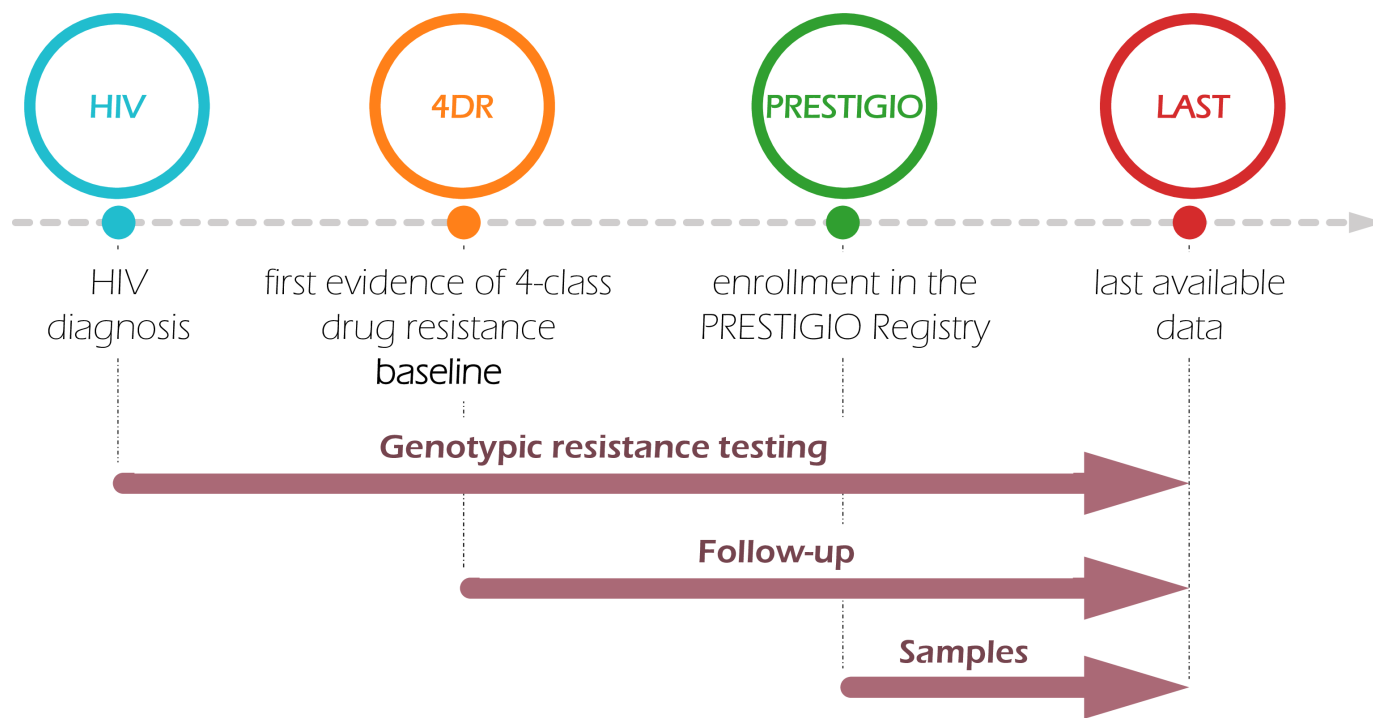 HIV
4DR
PRESTIGIO
LAST
HIV
diagnosis
first evidence of 4-class
drug resistance
baseline
enrollment in the
PRESTIGIO Registry
last available
data
Genotypic resistance testing
Follow-up
Samples